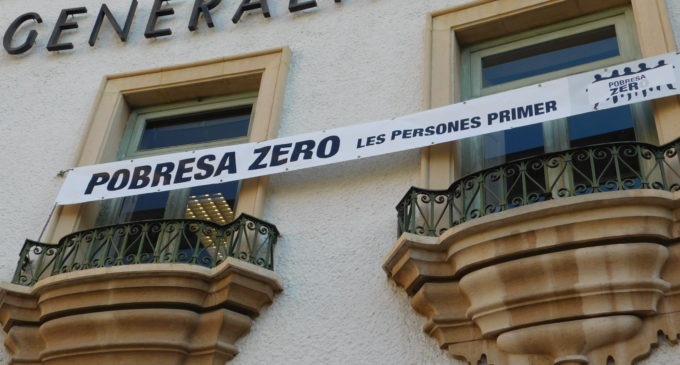 GENERAL
POBRESA ZERO LES PERSONES PRIMER
POBRESA
ZERO